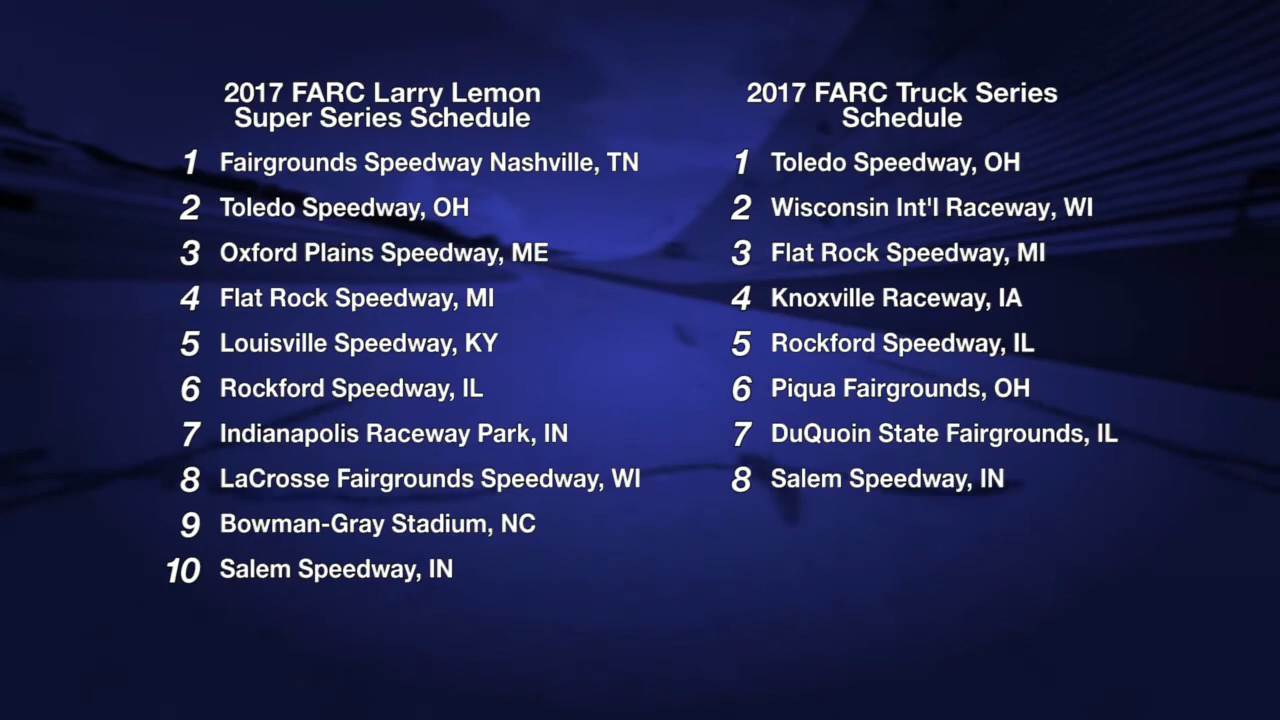 2017 FARC Larry Lemon
Super Series Schedule
1 Fairgrounds Speedway Nashville, TN
2 Toledo Speedway, OH
3 Oxford Plains Speedway, ME
4 Flat Rock Speedway, MI
5 Louisville Speedway, KY
6 Rockford Speedway, IL
7 Indianapolis Raceway Park, IN
8 LaCrosse Fairgrounds Speedway, WI
9 Bowman-Gray Stadium, NC
10 Salem Speedway, IN
2017 FARC Truck Series
Schedule
1 Toledo Speedway, OH
2 Wisconsin Int'l Raceway, WI
3 Flat Rock Speedway, MI
4 Knoxville Raceway, IA
5 Rockford Speedway, IL
6 Piqua Fairgrounds, OH
7 DuQuoin State Fairgrounds, IL
8 Salem Speedway, IN